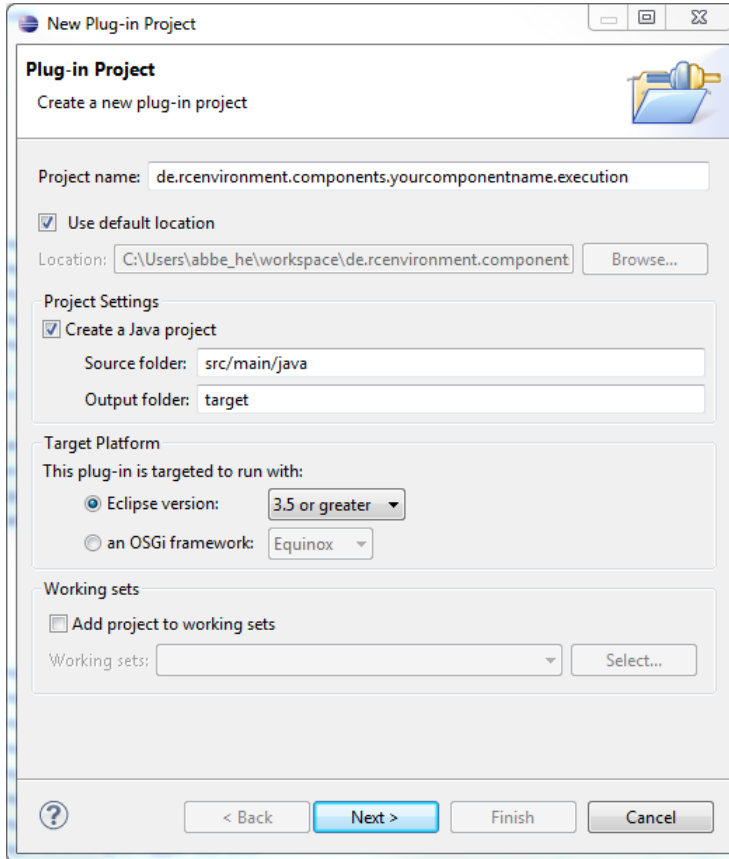 New Plug-in Project
Plug-in Project
Create a new plug-in project
Project name: de.rcenvironment.components.yourcomponentname.execution
Use default location
Location: C:\Users\abbe_he\workspace\de.rcenvironment.component Browse...
Project Settings
Create a Java project
Source folder: src/main/java
Output folder: target
Target Platform
This plug-in is targeted to run with:
Eclipse version: 3.5 or greater
an OSGi framework: Equinox
Working sets
Add project to working sets
Working sets: Select...
? < Back Next > Finish Cancel